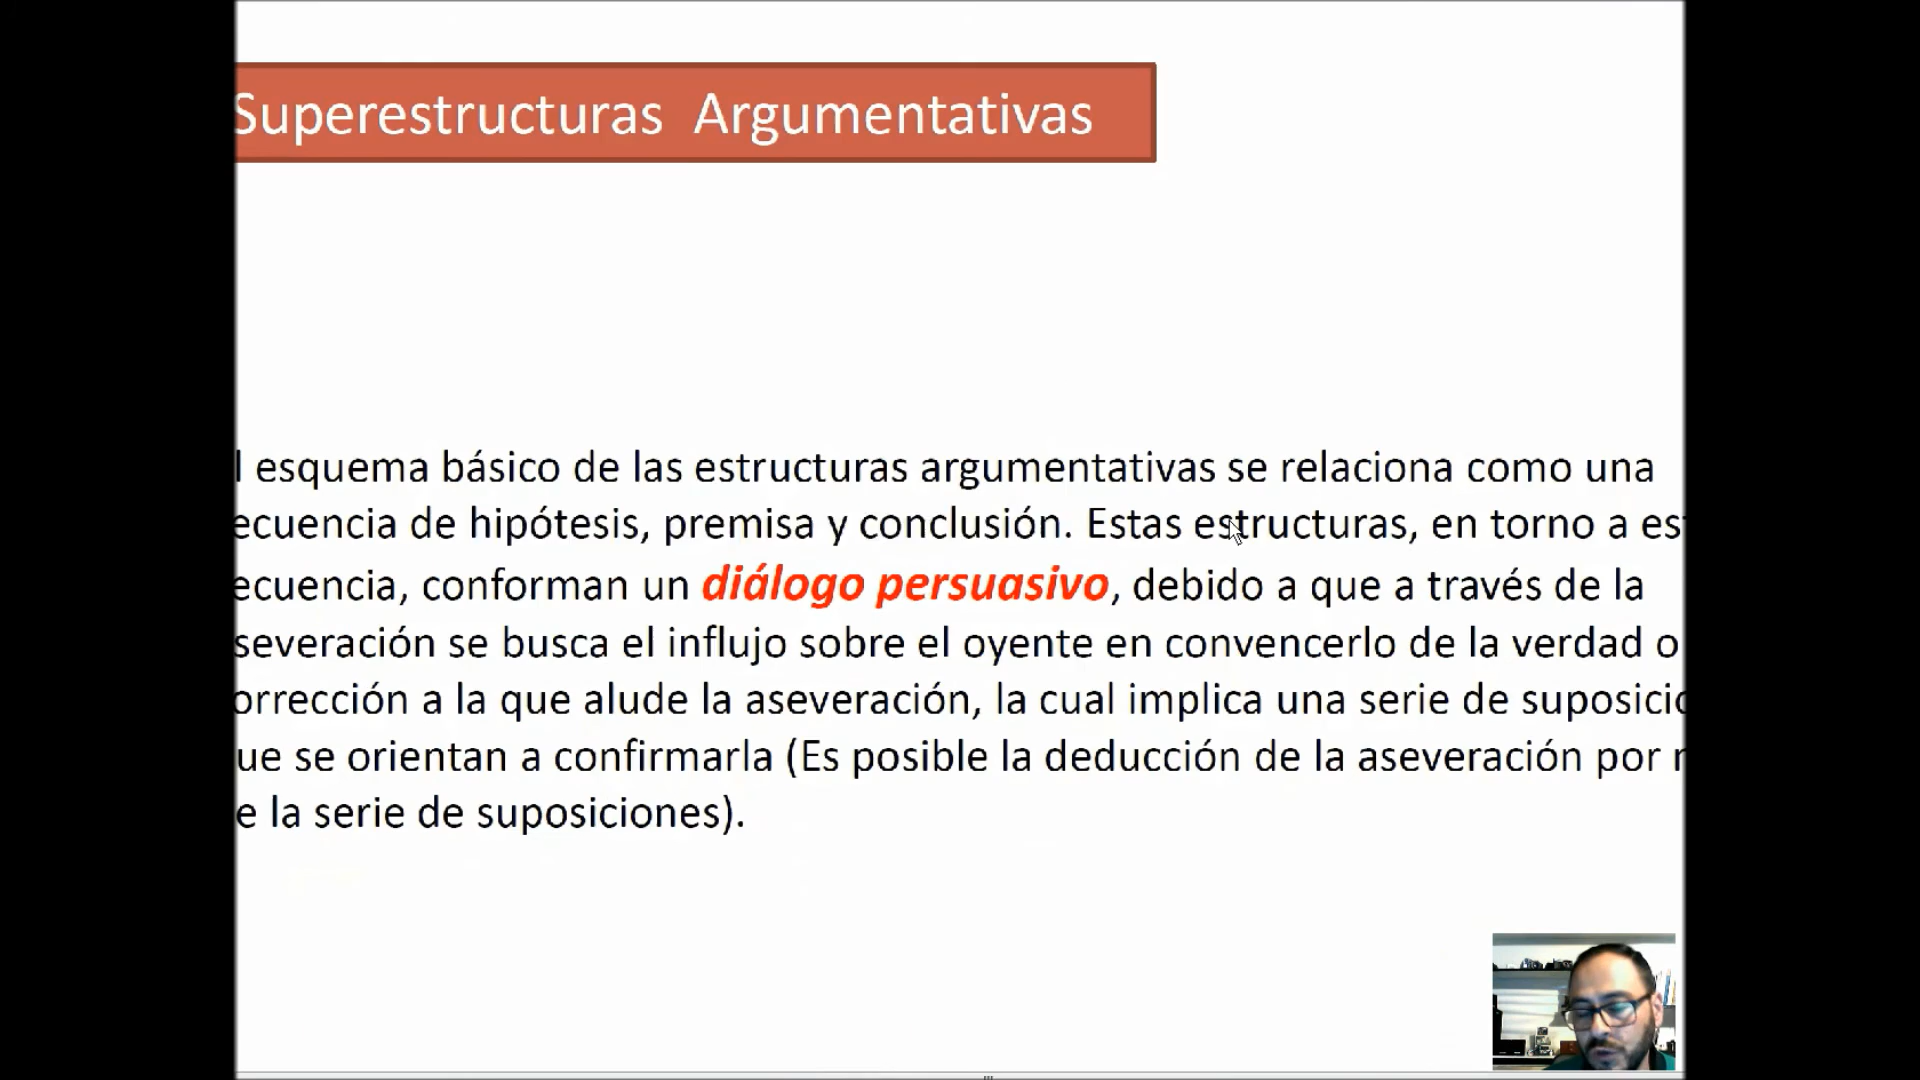 Superestructuras Argumentativas
l esquema básico de las estructuras argumentativas se relaciona como una
ecuencia de hipótesis, premisa y conclusión. Estas estructuras, en torno a es
ecuencia, conforman un diálogo persuasivo, debido a que a través de la
severación se busca el influjo sobre el oyente en convencerlo de la verdad o
orrección a la que alude la aseveración, la cual implica una serie de suposici
ue se orientan a confirmarla (Es posible la deducción de la aseveración por
e la serie de suposiciones).